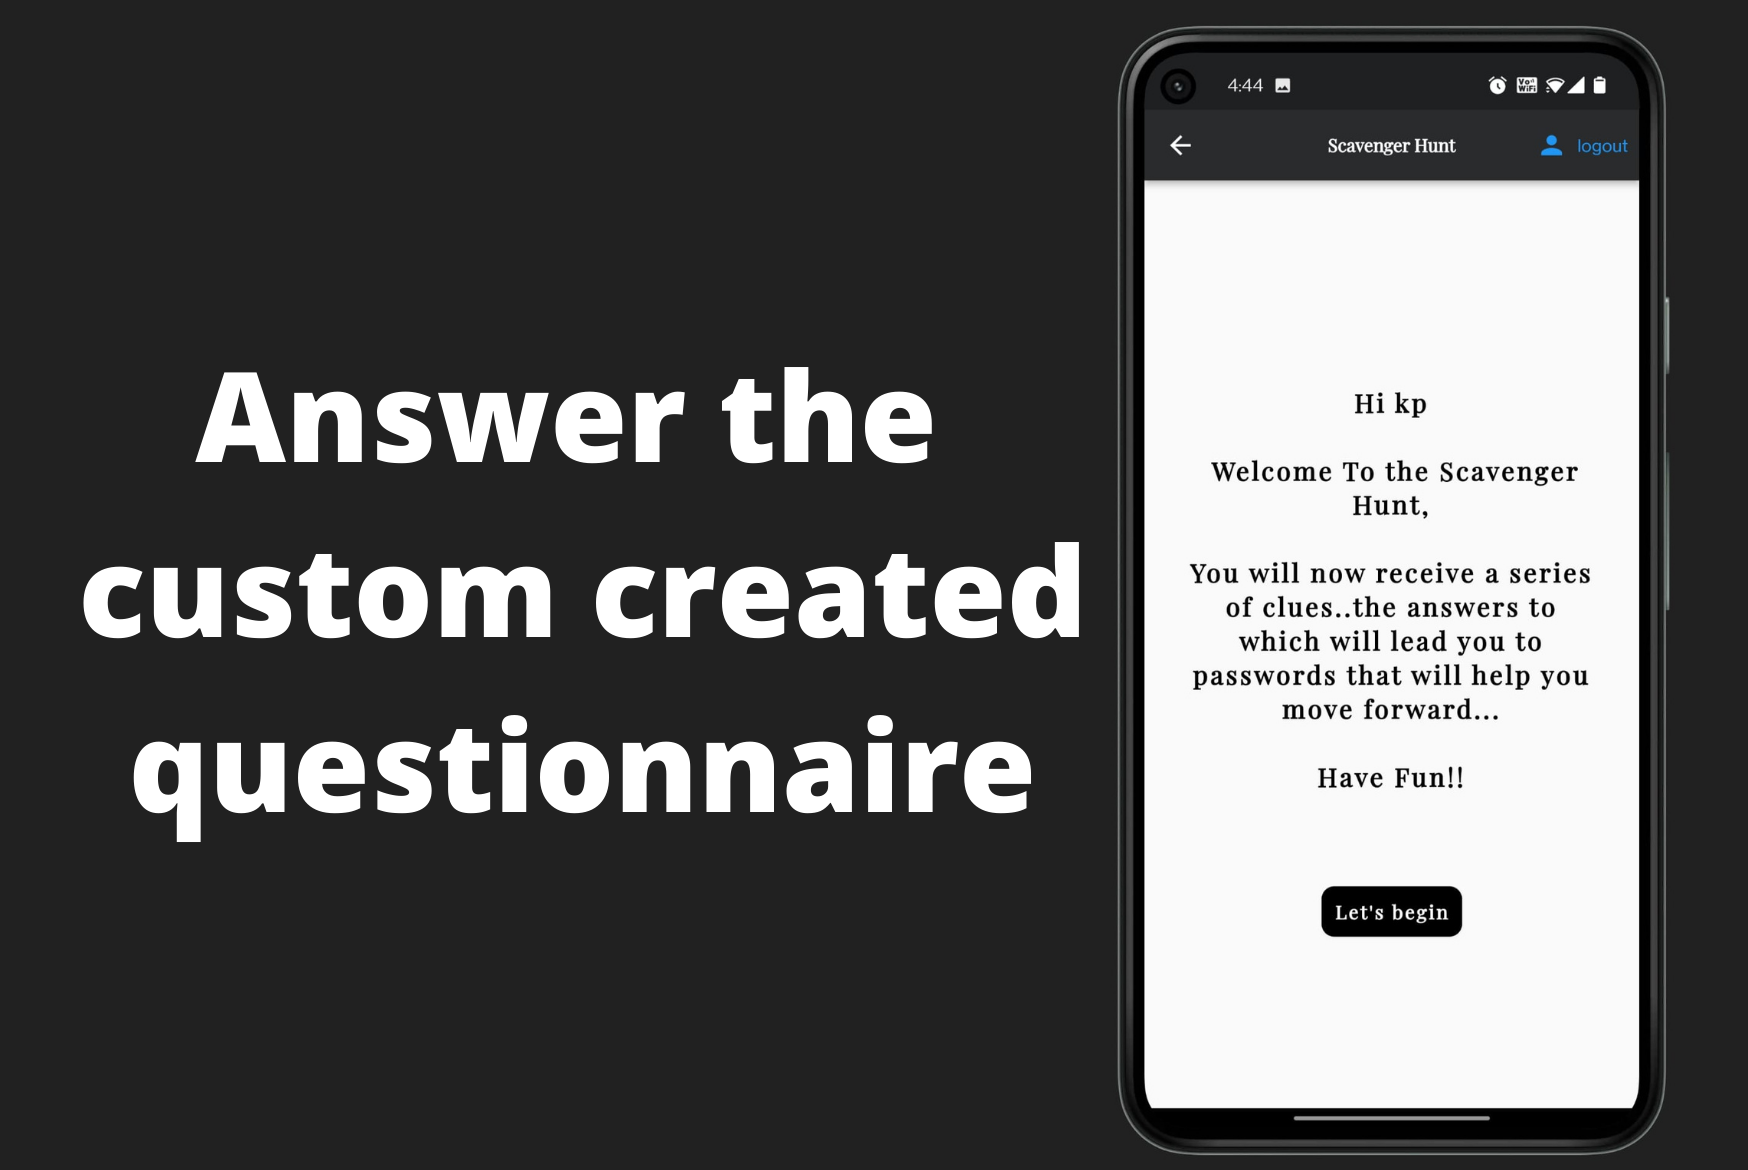 Answer the
custom created
questionnaire
4:44
Vo
WiFi
Scavenger Hunt
logout
Hi kp
Welcome To the Scavenger
Hunt,
You will now receive a series
of clues..the answers to
which will lead you to
passwords that will help you
move forward...
Have Fun!!
Let's begin